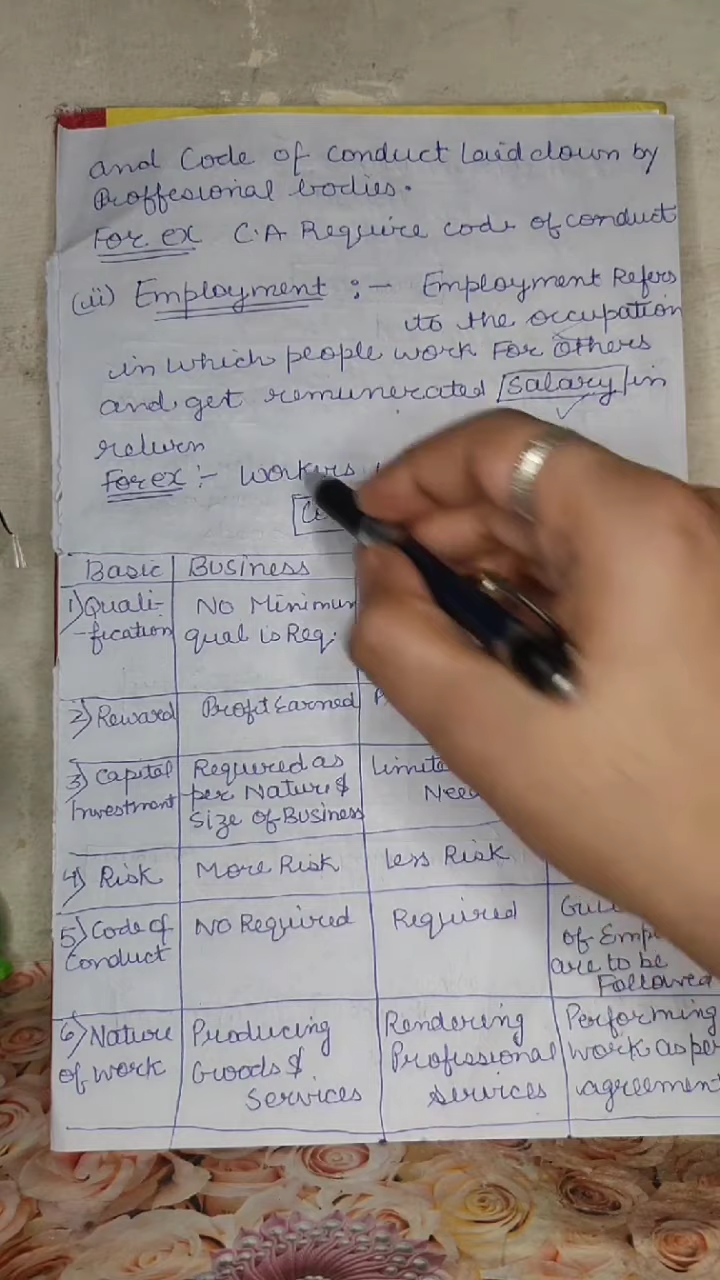 and Code of conduct laid down by
Proffesional bodies.
For ex C.A Require code of conduct
(iii) Employment :- Employment Refers
to the occupation
in which people work For others
and get remunerated Salary in
return
For ex :- Workers
Basic Business
1) Quali- No Minimum
-fication qual is Req.
2) Reward Profit Earned
3) Capital Required as Limited
Investment per Nature & Need
Size of Business
4) Risk More Risk less Risk
5) Code of No Required Required
Conduct of
are to be
Followed
6) Nature Producing Rendering Performing
of work Goods & Professional work as per
Services services agreement